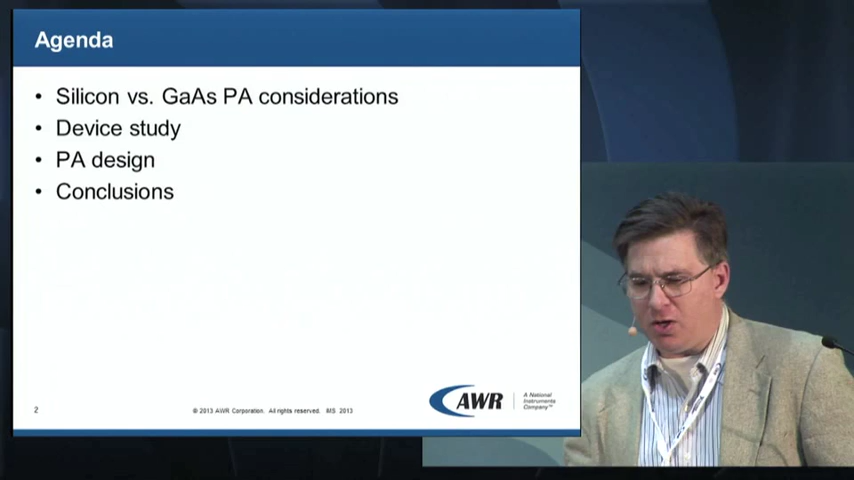 Agenda
• Silicon vs. GaAs PA considerations
• Device study
• PA design
• Conclusions
2
© 2013 AWR Corporation. All rights reserved. IMS 2013
AWR
A National
Instruments
Company™